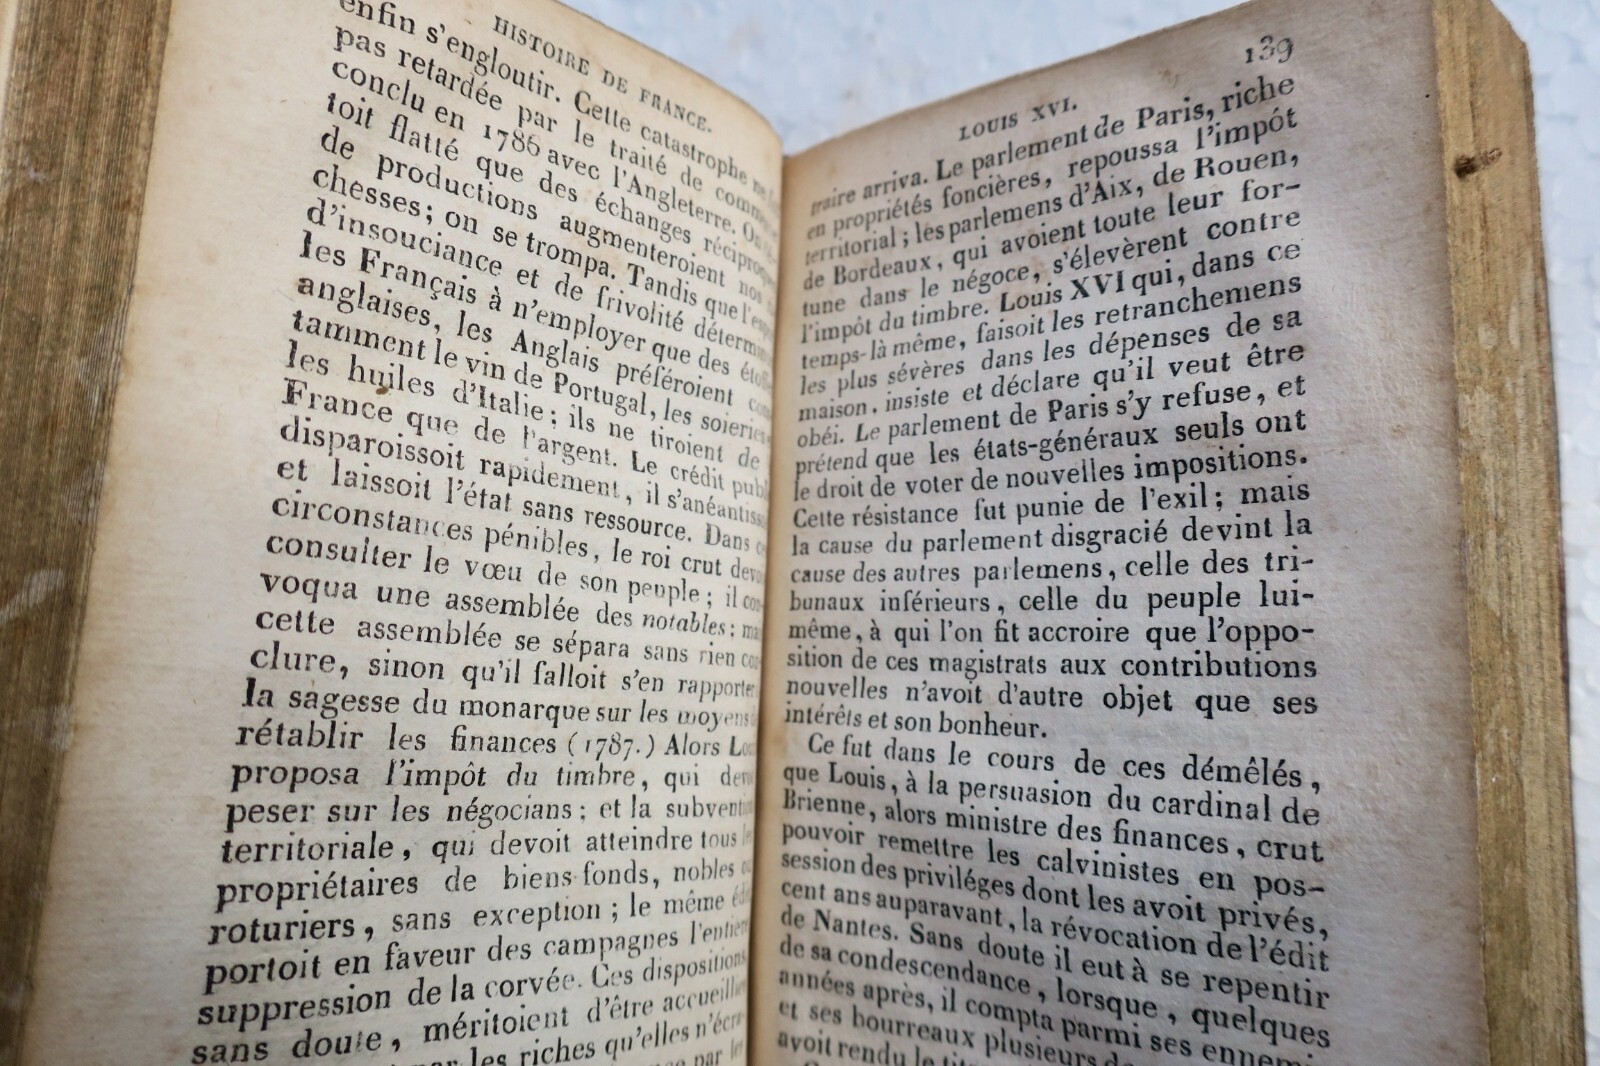 HISTOIRE DE FRANCE.
enfin s'engloutir. Cette catastrophe ne
pas retardée par le traité de
conclu en 1786 avec l'Angleterre. On
toit flatté que des échanges
de productions augmenteroient nos
chesses; on se trompa. Tandis que
d'insouciance et de frivolité
les Français à n'employer que des
anglaises, les Anglais préféroient
tamment le vin de Portugal, les soieries
les huiles d'Italie; ils ne tiroient de
France que de l'argent. Le crédit
disparoissoit rapidement, il
et laissoit l'état sans ressource. Dans
circonstances pénibles, le roi crut
consulter le vœu de son peuple; il
voqua une assemblée des notables;
cette assemblée se sépara sans rien
clure, sinon qu'il falloit s'en
la sagesse du monarque sur les moyens
rétablir les finances (1787.) Alors
proposa l'impôt du timbre, qui
peser sur les négocians; et la
territoriale, qui devoit atteindre tous
propriétaires de biens-fonds, nobles
roturiers, sans exception; le même
portoit en faveur des campagnes
suppression de la corvée. Ces dispositions,
sans doute, méritoient d'être
les riches qu'elles
par les
139
LOUIS XVI.
traire arriva. Le parlement de Paris, riche
en propriétés foncières, repoussa l'impôt
territorial; les parlemens d'Aix, de Rouen,
de Bordeaux, qui avoient toute leur for-
tune dans le négoce, s'élevèrent contre
l'impôt du timbre. Louis XVI qui, dans ce
temps-là même, faisoit les retranchemens
les plus sévères dans les dépenses de sa
maison, insiste et déclare qu'il veut être
obéi. Le parlement de Paris s'y refuse, et
prétend que les états-généraux seuls ont
le droit de voter de nouvelles impositions.
Cette résistance fut punie de l'exil; mais
la cause du parlement disgracié devint la
cause des autres parlemens, celle des tri-
bunaux inférieurs, celle du peuple lui-
même, à qui l'on fit accroire que l'oppo-
sition de ces magistrats aux contributions
nouvelles n'avoit d'autre objet que ses
intérêts et son bonheur.
Ce fut dans le cours de ces démêlés,
que Louis, à la persuasion du cardinal de
Brienne, alors ministre des finances, crut
pouvoir remettre les calvinistes en pos-
session des priviléges dont les avoit privés,
cent ans auparavant, la révocation de l'édit
de Nantes. Sans doute il eut à se repentir
de sa condescendance, lorsque, quelques
années après, il compta parmi ses
et ses bourreaux plusieurs
avoit rendu le